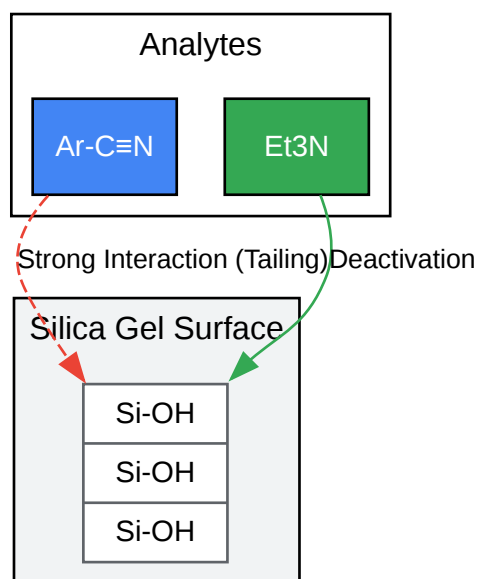 Analytes
Ar-C≡N
Et3N
Strong Interaction (Tailing)
Deactivation
Silica Gel Surface
Si-OH
Si-OH
Si-OH